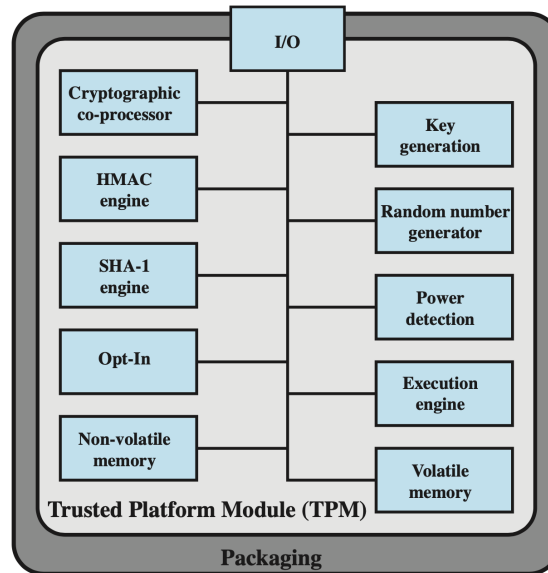 I/O
Cryptographic
co-processor
HMAC
engine
SHA-1
engine
Opt-In
Non-volatile
memory
Key
generation
Random number
generator
Power
detection
Execution
engine
Volatile
memory
Trusted Platform Module (TPM)
Packaging